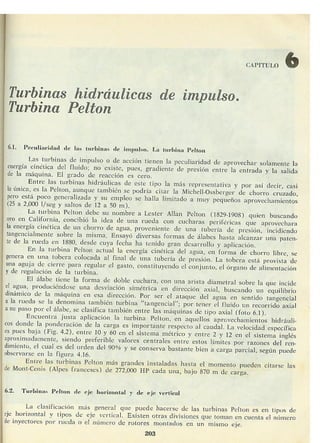 CAPITULO 6
Turbinas hidráulicas de impulso.
Turbina Pelton
6.1. Peculiaridad de las turbinas de impulso. La turbina Pelton
Las turbinas de impulso o de acción tienen la peculiaridad de aprovechar solamente la
energía cinética del fluido; no existe, pues, gradiente de presión entre la entrada y la salida
de la máquina. El grado de reacción es cero.
Entre las turbinas hidráulicas de este tipo la más representativa y por así decir, casi
la única, es la Pelton, aunque también se podría citar la Michell-Ossberger de chorro cruzado,
pero está poco generalizada y su empleo se halla limitado a muy pequeños aprovechamientos
(25 a 2,000 l/seg y saltos de 12 a 50 m).
La turbina Pelton debe su nombre a Lester Allan Pelton (1829-1908) quien buscando
oro en California, concibió la idea de una rueda con cucharas periféricas que aprovechara
la energía cinética de un chorro de agua, proveniente de una tubería de presión, incidiendo
tangencialmente sobre la misma. Ensayó diversas formas de álabes hasta alcanzar una paten-
te de la rueda en 1880, desde cuya fecha ha tenido gran desarrollo y aplicación.
En la turbina Pelton actual la energía cinética del agua, en forma de chorro libre, se
genera en una tobera colocada al final de una tubería de presión. La tobera está provista de
una aguja de cierre para regular el gasto, constituyendo el conjunto, el órgano de alimentación
y de regulación de la turbina.
El álabe tiene la forma de doble cuchara, con una arista diametral sobre la que incide
el agua, produciéndose una desviación simétrica en dirección axial, buscando un equilibrio
dinámico de la máquina en esa dirección. Por ser el ataque del agua en sentido tangencial
a la rueda se la denomina también turbina "tangencial"; por tener el fluido un recorrido axial
a su paso por el álabe, se clasifica también entre las máquinas de tipo axial (foto 6.1).
Encuentra justa aplicación la turbina Pelton, en aquellos aprovechamientos hidráuli-
cos donde la ponderación de la carga es importante respecto al caudal. La velocidad específica
es pues baja (Fig. 4.2), entre 10 y 60 en el sistema métrico y entre 2 y 12 en el sistema inglés
aproximadamente, siendo preferible valores centrales entre estos límites por razones del ren-
dimiento, el cual es del orden del 90% y se conserva bastante bien a carga parcial, según puede
observarse en la figura 4.16.
Entre las turbinas Pelton más grandes instaladas hasta el momento pueden citarse las
de Mont-Cenis (Alpes franceses) de 272,000 HP cada una, bajo 870 m de carga.
6.2. Turbinas Pelton de eje horizontal y de eje vertical
La clasificación más general que puede hacerse de las turbinas Pelton es en tipos de
eje horizontal y tipos de eje vertical. Existen otras divisiones que toman en cuenta el número
de inyectores por rueda o el número de rotores montados en un mismo eje.
203